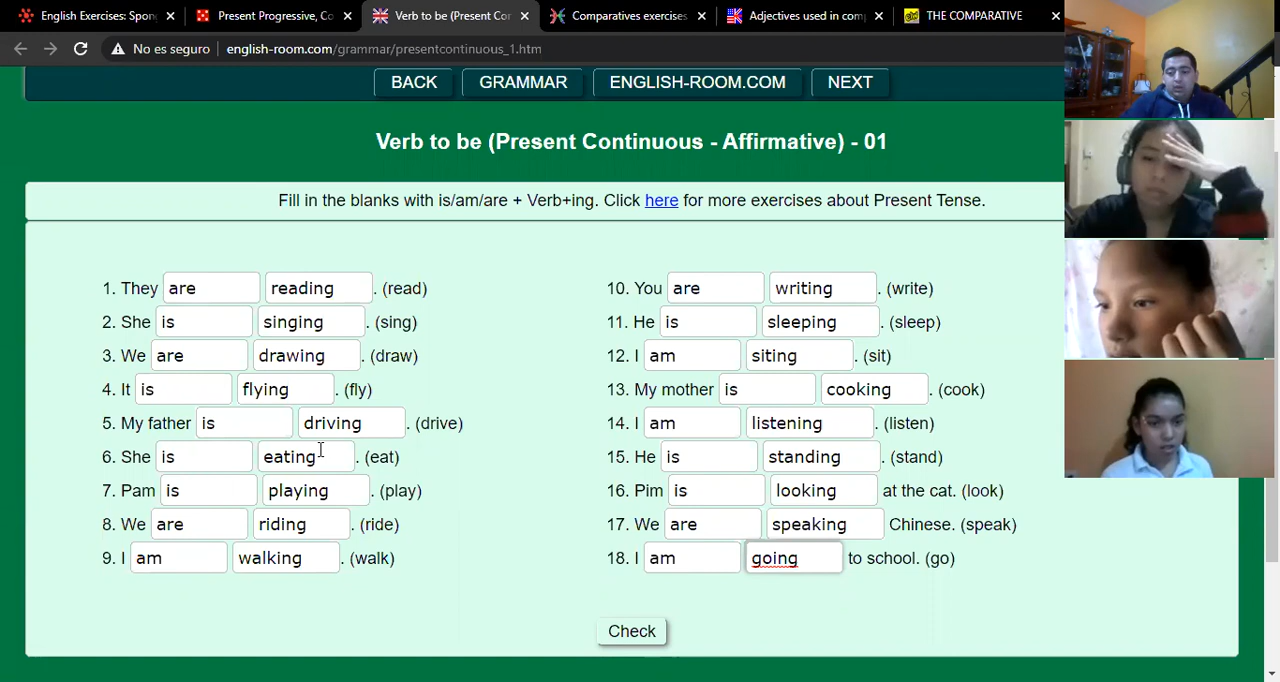 English Exercises: Spon
Present Progressive, Co
Verb to be (Present Con
Comparatives exercises
Adjectives used in com
THE COMPARATIVE
No es seguro english-room.com/grammar/presentcontinuous_1.htm
BACK GRAMMAR ENGLISH-ROOM.COM NEXT
Verb to be (Present Continuous - Affirmative) - 01
Fill in the blanks with is/am/are + Verb+ing. Click here for more exercises about Present Tense.
1. They are reading . (read)
2. She is singing . (sing)
3. We are drawing . (draw)
4. It is flying . (fly)
5. My father is driving . (drive)
6. She is eating . (eat)
7. Pam is playing . (play)
8. We are riding . (ride)
9. I am walking . (walk)
10. You are writing . (write)
11. He is sleeping . (sleep)
12. I am siting . (sit)
13. My mother is cooking . (cook)
14. I am listening . (listen)
15. He is standing . (stand)
16. Pim is looking at the cat. (look)
17. We are speaking Chinese. (speak)
18. I am going to school. (go)
Check